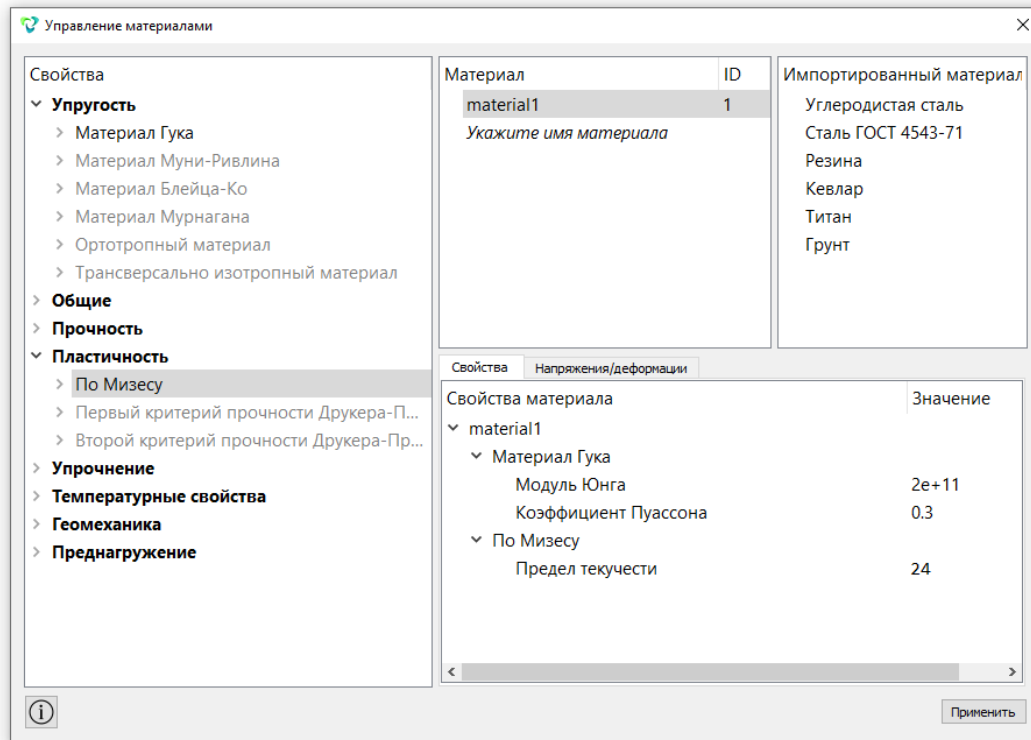 Управление материалами
Свойства
Упругость
Материал Гука
Материал Муни-Ривлина
Материал Блейца-Ко
Материал Мурнагана
Ортотропный материал
Трансверсально изотропный материал
Общие
Прочность
Пластичность
По Мизесу
Первый критерий прочности Друкера-П...
Второй критерий прочности Друкера-Пр...
Упрочнение
Температурные свойства
Геомеханика
Преднагружение
Материал ID
material1 1
Укажите имя материала
Импортированный материал
Углеродистая сталь
Сталь ГОСТ 4543-71
Резина
Кевлар
Титан
Грунт
Свойства Напряжения/деформации
Свойства материала Значение
material1
Материал Гука
Модуль Юнга 2e+11
Коэффициент Пуассона 0.3
По Мизесу
Предел текучести 24
Применить